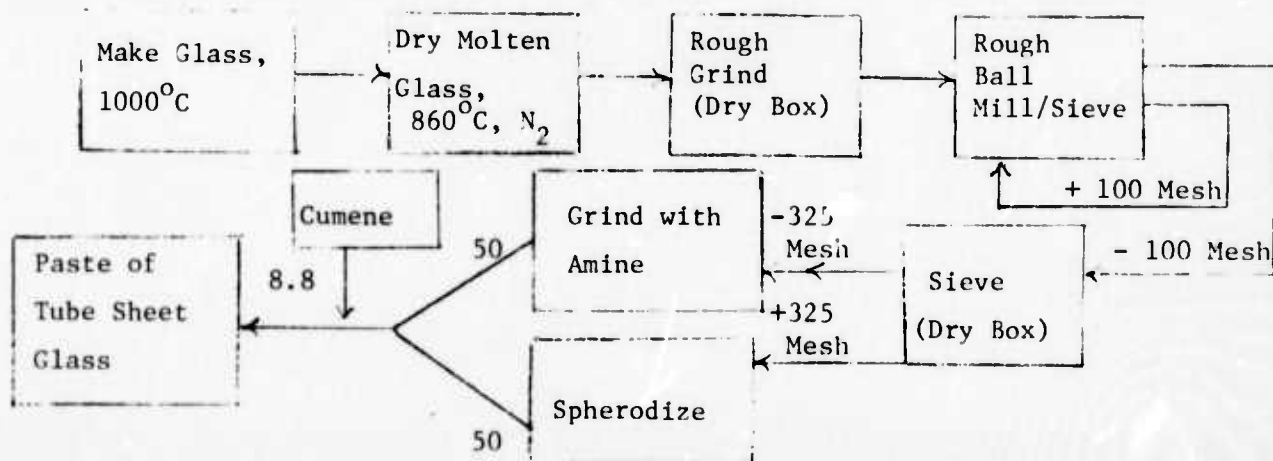 Make Glass,
1000°C
Dry Molten
Glass,
860°C, N₂
Rough
Grind
(Dry Box)
Rough
Ball
Mill/Sieve
+ 100 Mesh
- 100 Mesh
Sieve
(Dry Box)
-325
Mesh
+325
Mesh
Grind with
Amine
Spherodize
50
50
Cumene
8.8
Paste of
Tube Sheet
Glass